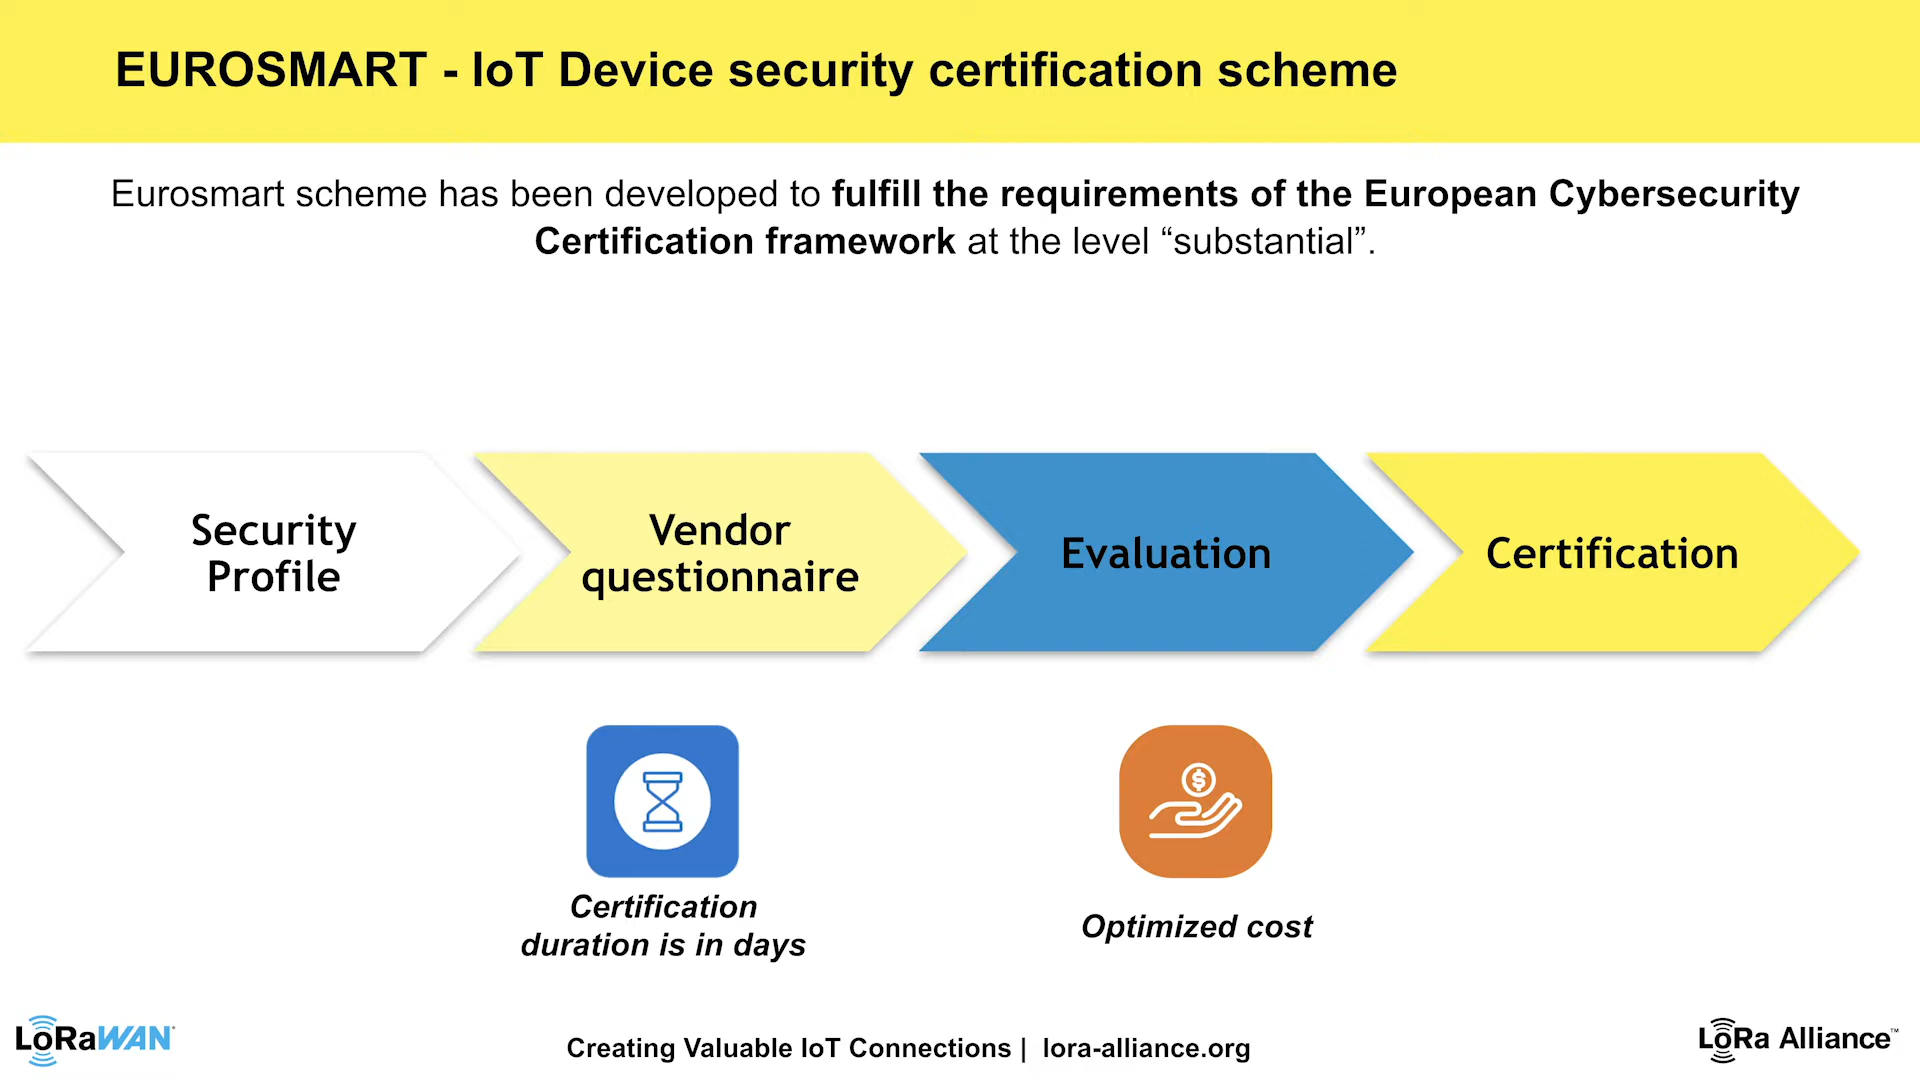 EUROSMART - IoT Device security certification scheme
Eurosmart scheme has been developed to fulfill the requirements of the European Cybersecurity
Certification framework at the level “substantial”.
Security
Profile
Vendor
questionnaire
Evaluation
Certification
Certification
duration is in days
Optimized cost
LoRaWAN
Creating Valuable IoT Connections | lora-alliance.org
LoRa Alliance™